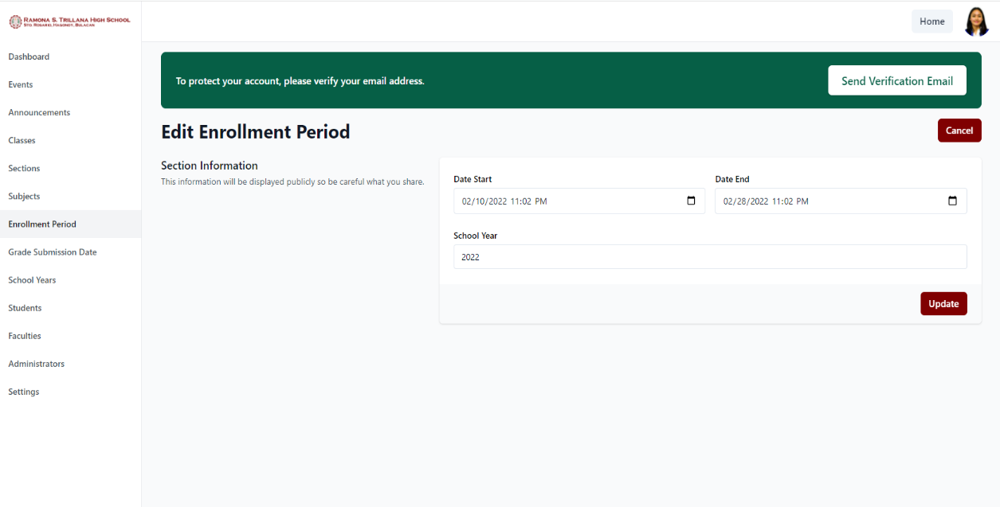 RAMONA S. TRILLANA HIGH SCHOOL
STO. ROSARIO, HAGONOY, BULACAN
Home
Dashboard
Events
Announcements
Classes
Sections
Subjects
Enrollment Period
Grade Submission Date
School Years
Students
Faculties
Administrators
Settings
To protect your account, please verify your email address.
Send Verification Email
Edit Enrollment Period
Cancel
Section Information
This information will be displayed publicly so be careful what you share.
Date Start
Date End
02/10/2022 11:02 PM
02/28/2022 11:02 PM
School Year
2022
Update